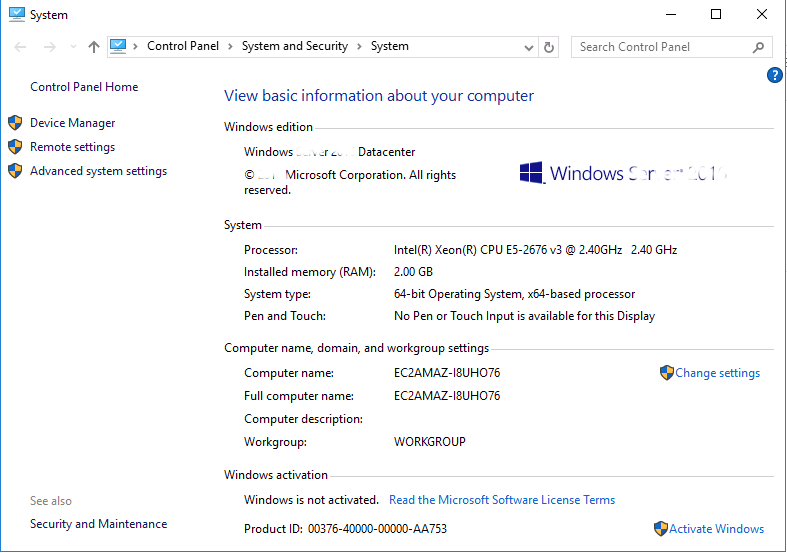 System
Control Panel > System and Security > System
Search Control Panel
Control Panel Home
Device Manager
Remote settings
Advanced system settings
View basic information about your computer
Windows edition
Windows Datacenter
© Microsoft Corporation. All rights
reserved.
Windows
System
Processor: Intel(R) Xeon(R) CPU E5-2676 v3 @ 2.40GHz 2.40 GHz
Installed memory (RAM): 2.00 GB
System type: 64-bit Operating System, x64-based processor
Pen and Touch: No Pen or Touch Input is available for this Display
Computer name, domain, and workgroup settings
Computer name: EC2AMAZ-I8UHO76
Change settings
Full computer name: EC2AMAZ-I8UHO76
Computer description:
Workgroup: WORKGROUP
Windows activation
Windows is not activated. Read the Microsoft Software License Terms
Product ID: 00376-40000-00000-AA753
Activate Windows
See also
Security and Maintenance